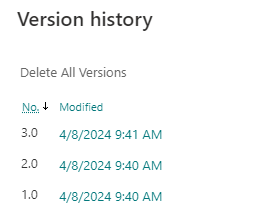 Version history
Delete All Versions
No. ↓ Modified
3.0 4/8/2024 9:41 AM
2.0 4/8/2024 9:40 AM
1.0 4/8/2024 9:40 AM